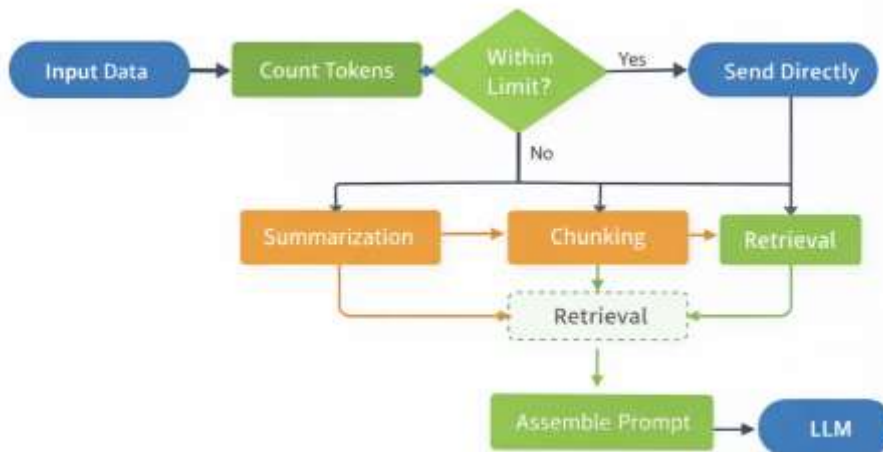 Input Data
Count Tokens
Within
Limit?
Yes
Send Directly
No
Summarization
Chunking
Retrieval
Retrieval
Assemble Prompt
LLM